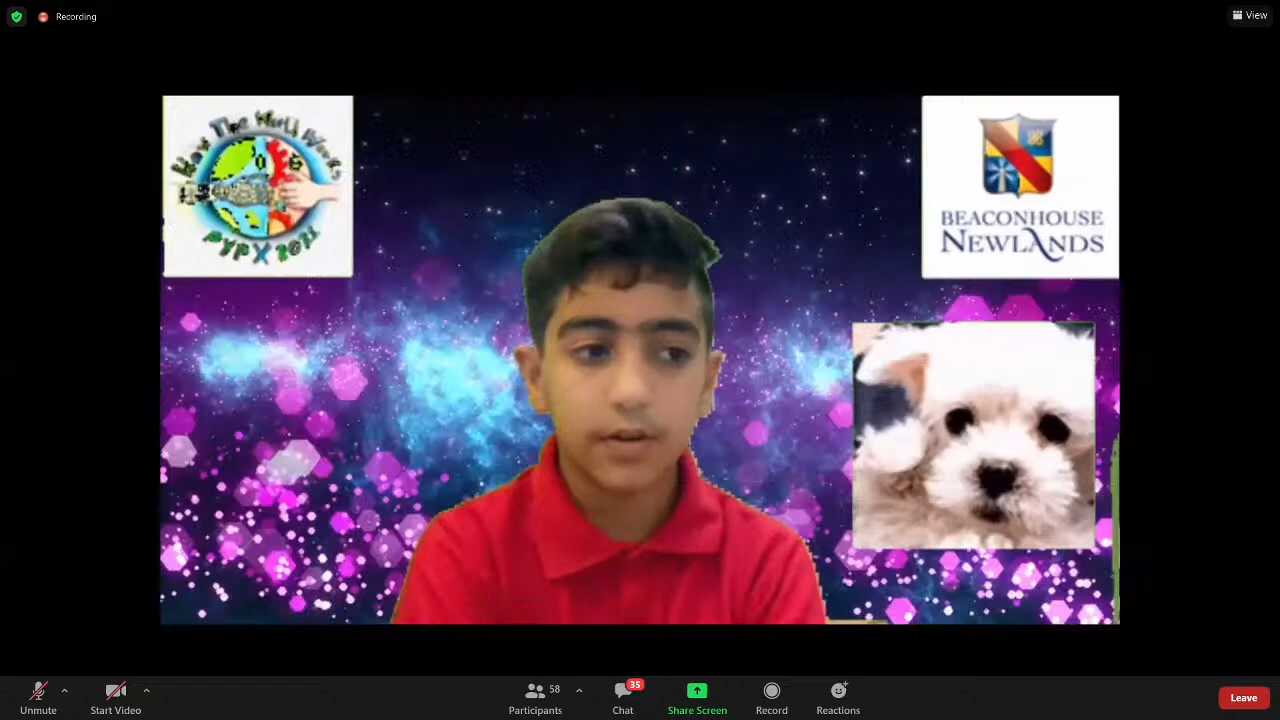 Recording
View
How The World Works
PYPX 2021
BEACONHOUSE
NEWLANDS
Unmute
Start Video
58
Participants
35
Chat
Share Screen
Record
Reactions
Leave